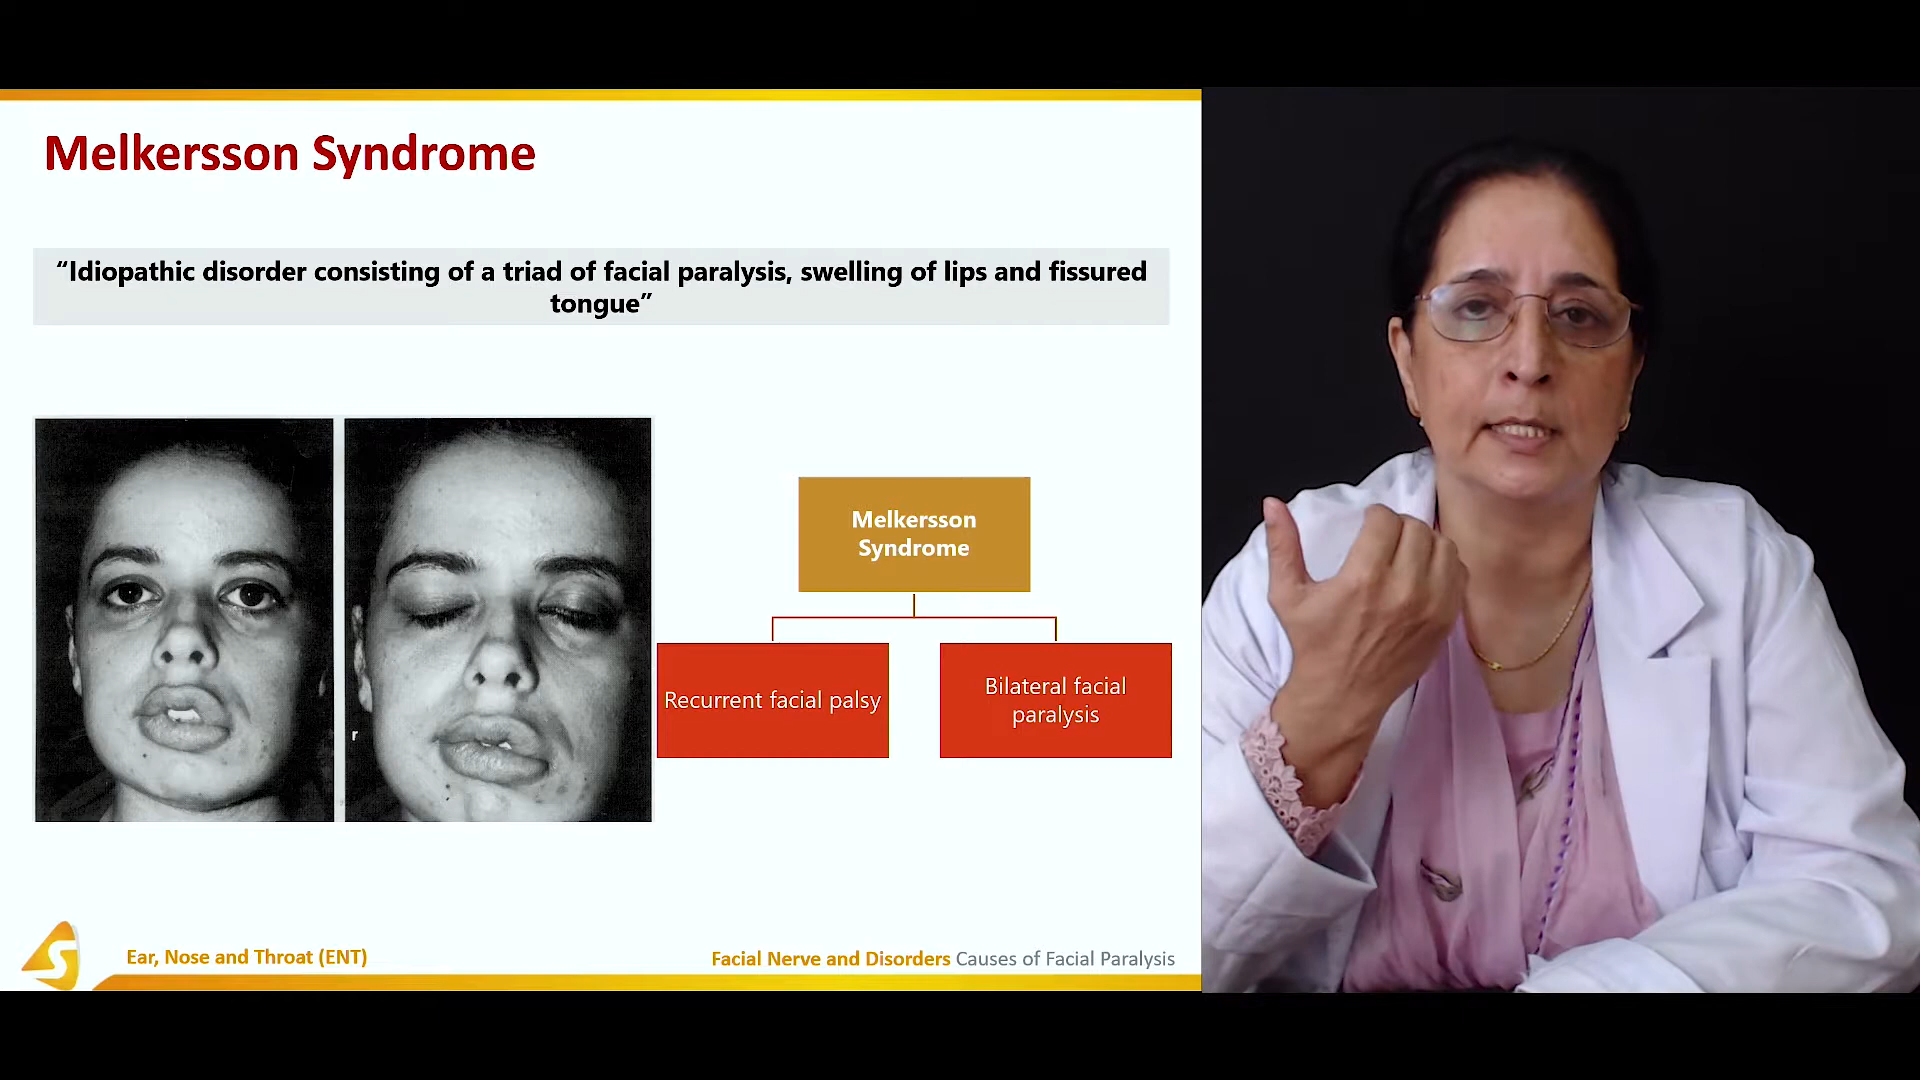 Melkersson Syndrome
“Idiopathic disorder consisting of a triad of facial paralysis, swelling of lips and fissured
tongue”
Melkersson
Syndrome
Recurrent facial palsy
Bilateral facial
paralysis
r
Ear, Nose and Throat (ENT)
Facial Nerve and Disorders Causes of Facial Paralysis